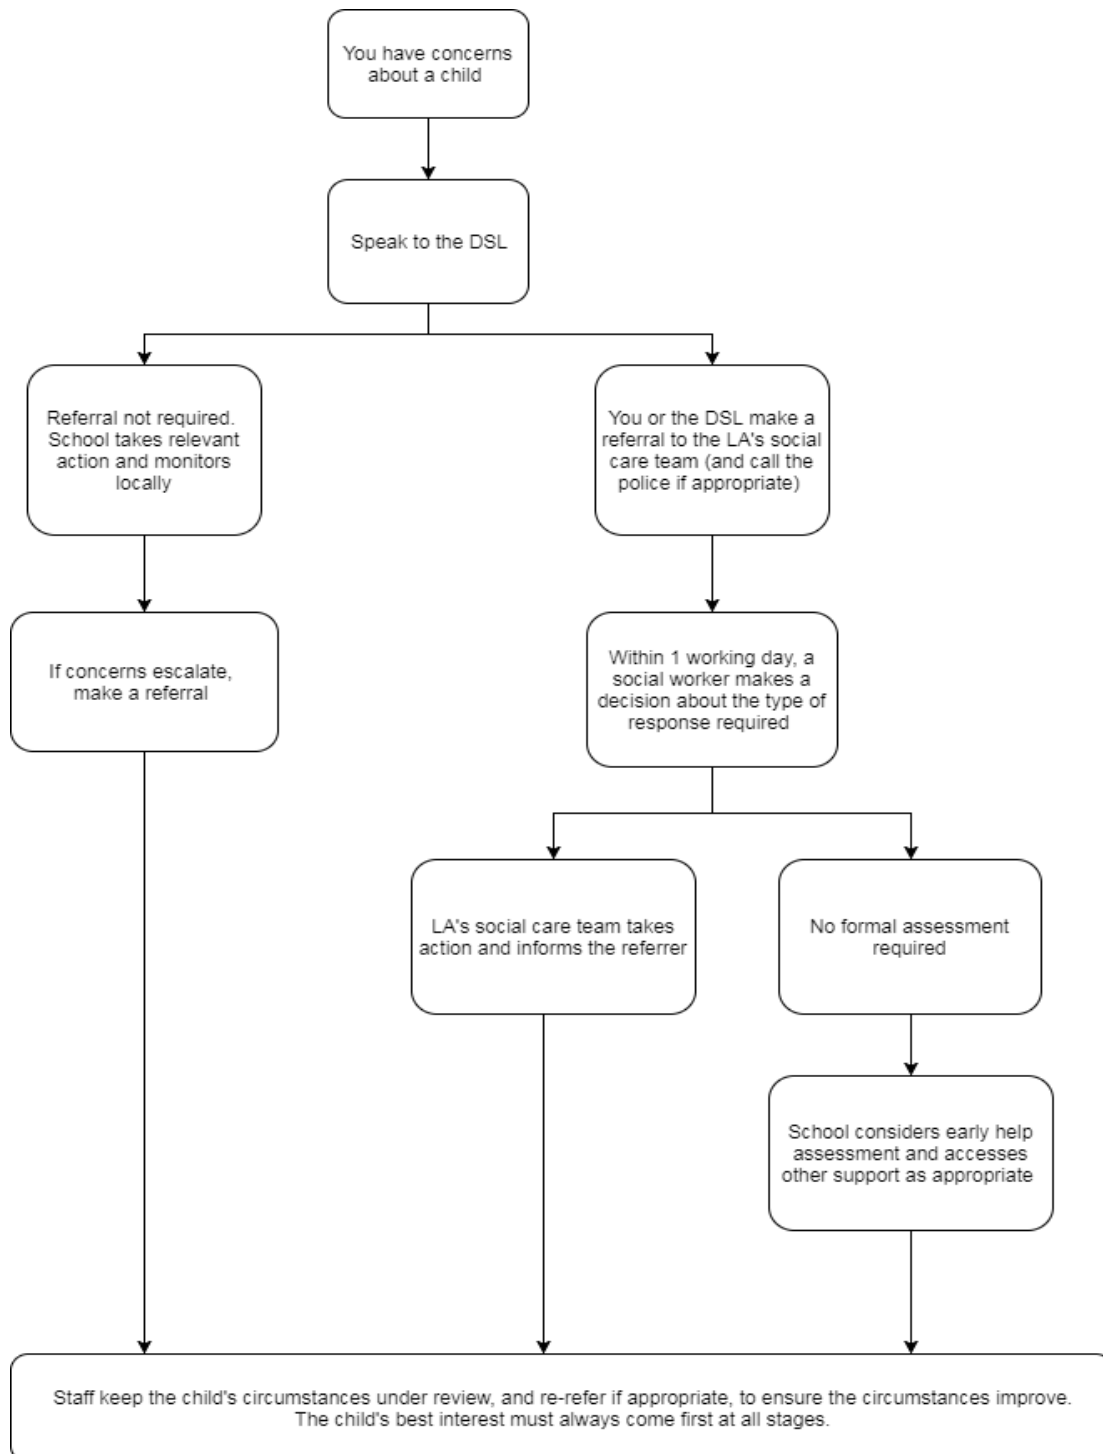 You have concerns
about a child
Speak to the DSL
Referral not required.
School takes relevant
action and monitors
locally
You or the DSL make a
referral to the LA's social
care team (and call the
police if appropriate)
If concerns escalate,
make a referral
Within 1 working day, a
social worker makes a
decision about the type of
response required
LA's social care team takes
action and informs the referrer
No formal assessment
required
School considers early help
assessment and accesses
other support as appropriate
Staff keep the child's circumstances under review, and re-refer if appropriate, to ensure the circumstances improve.
The child's best interest must always come first at all stages.